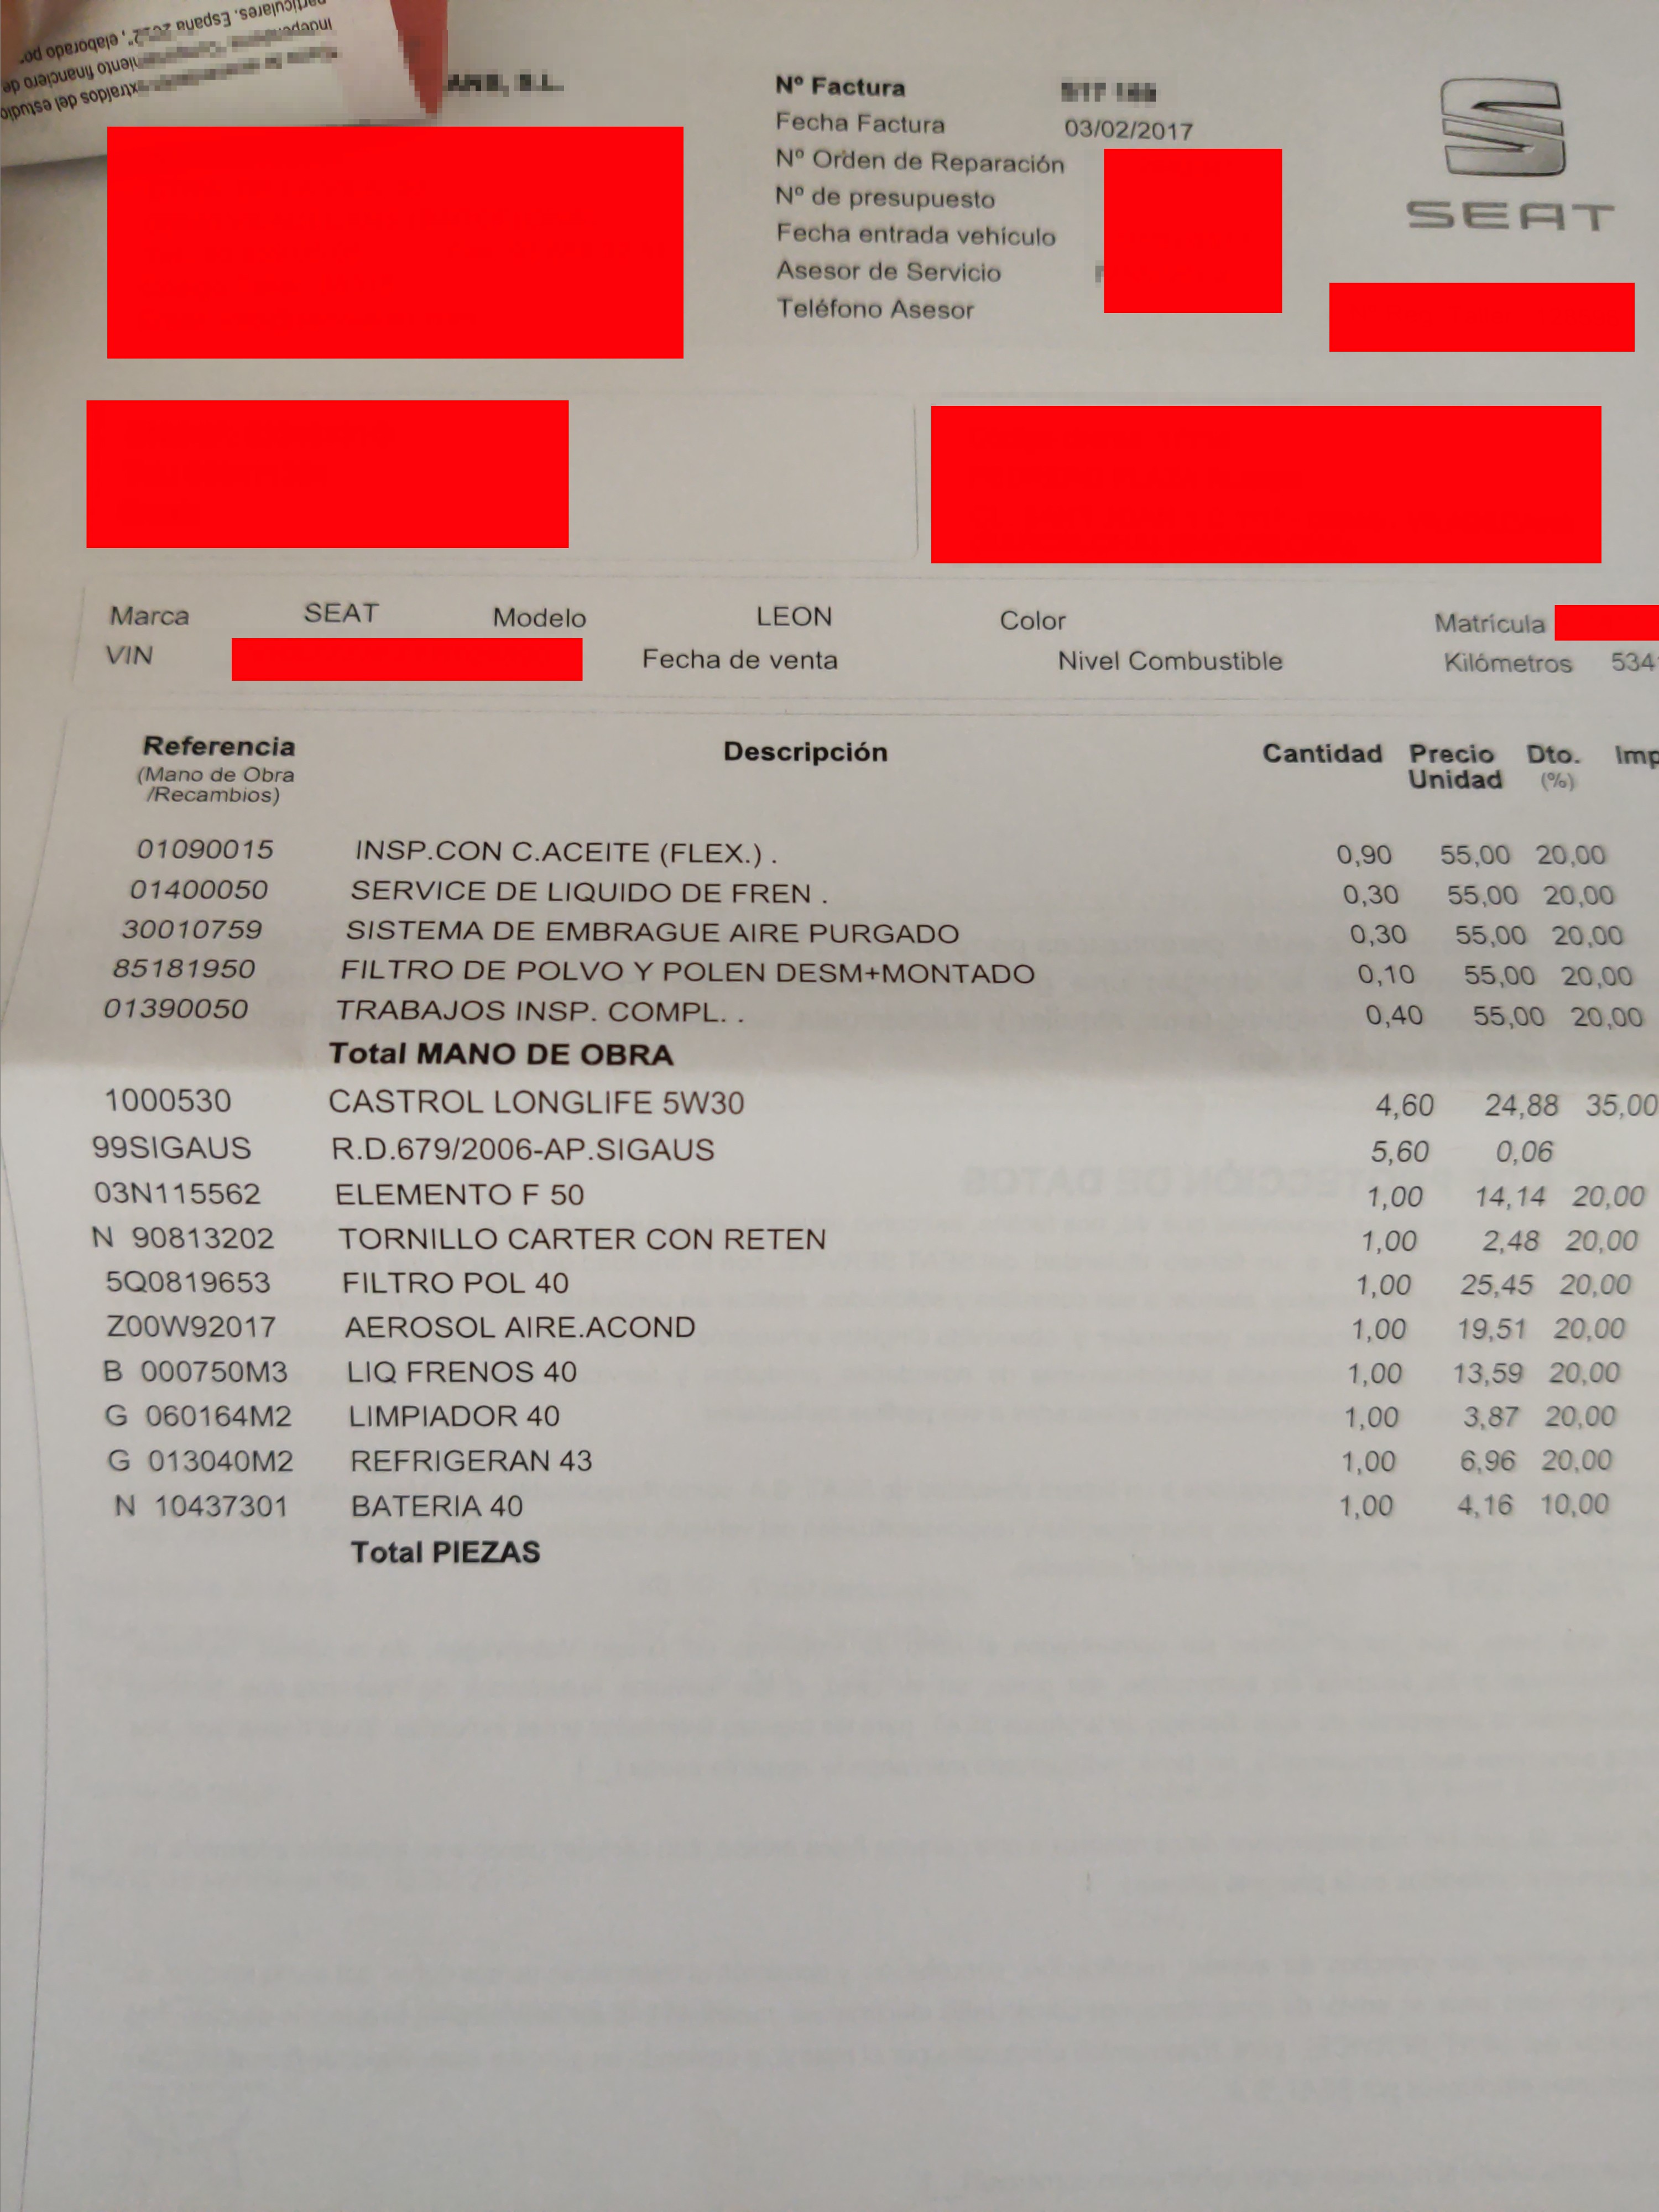 particulares. España 2022", elaborado po
extraídos del estudio
Nº Factura
Fecha Factura 03/02/2017
Nº Orden de Reparación
Nº de presupuesto
Fecha entrada vehículo
Asesor de Servicio
Teléfono Asesor
SEAT
Marca SEAT Modelo LEON Color Matrícula
VIN Fecha de venta Nivel Combustible Kilómetros 534
Referencia Descripción Cantidad Precio Dto. Imp
(Mano de Obra Unidad (%)
/Recambios)
01090015 INSP.CON C.ACEITE (FLEX.) . 0,90 55,00 20,00
01400050 SERVICE DE LIQUIDO DE FREN . 0,30 55,00 20,00
30010759 SISTEMA DE EMBRAGUE AIRE PURGADO 0,30 55,00 20,00
85181950 FILTRO DE POLVO Y POLEN DESM+MONTADO 0,10 55,00 20,00
01390050 TRABAJOS INSP. COMPL. . 0,40 55,00 20,00
Total MANO DE OBRA
1000530 CASTROL LONGLIFE 5W30 4,60 24,88 35,00
99SIGAUS R.D.679/2006-AP.SIGAUS 5,60 0,06
03N115562 ELEMENTO F 50 1,00 14,14 20,00
N 90813202 TORNILLO CARTER CON RETEN 1,00 2,48 20,00
5Q0819653 FILTRO POL 40 1,00 25,45 20,00
Z00W92017 AEROSOL AIRE.ACOND 1,00 19,51 20,00
B 000750M3 LIQ FRENOS 40 1,00 13,59 20,00
G 060164M2 LIMPIADOR 40 1,00 3,87 20,00
G 013040M2 REFRIGERAN 43 1,00 6,96 20,00
N 10437301 BATERIA 40 1,00 4,16 10,00
Total PIEZAS